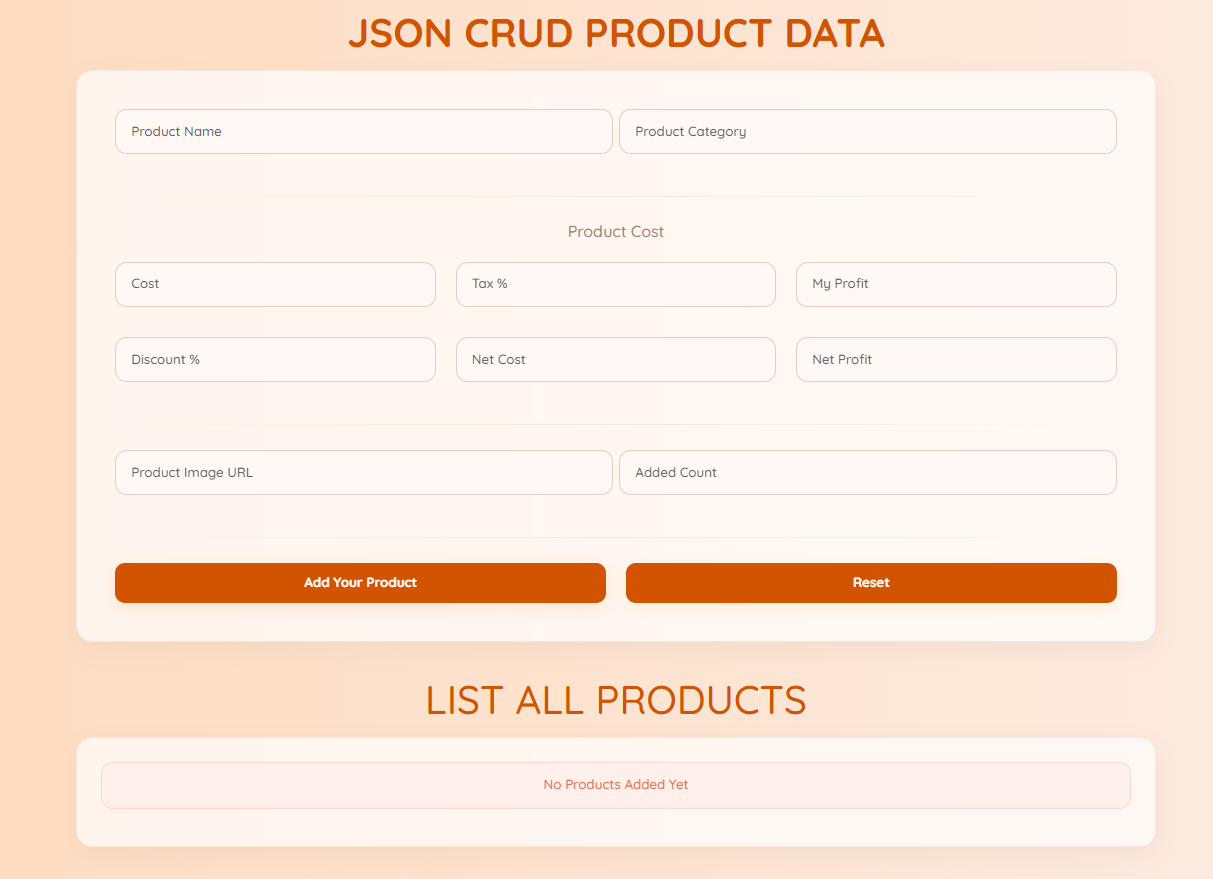 JSON CRUD PRODUCT DATA
Product Name Product Category
Product Cost
Cost Tax % My Profit
Discount % Net Cost Net Profit
Product Image URL Added Count
Add Your Product Reset
LIST ALL PRODUCTS
No Products Added Yet